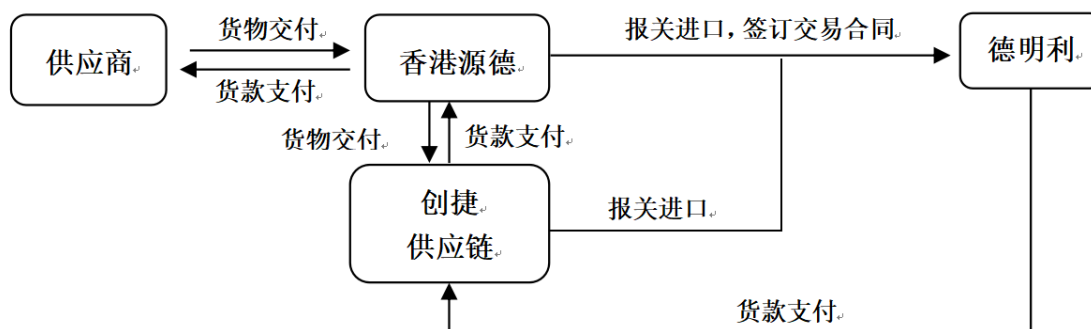 货物交付
报关进口，签订交易合同
供应商
香港源德
德明利
货款支付
货物交付
货款支付
创捷
供应链
报关进口
货款支付